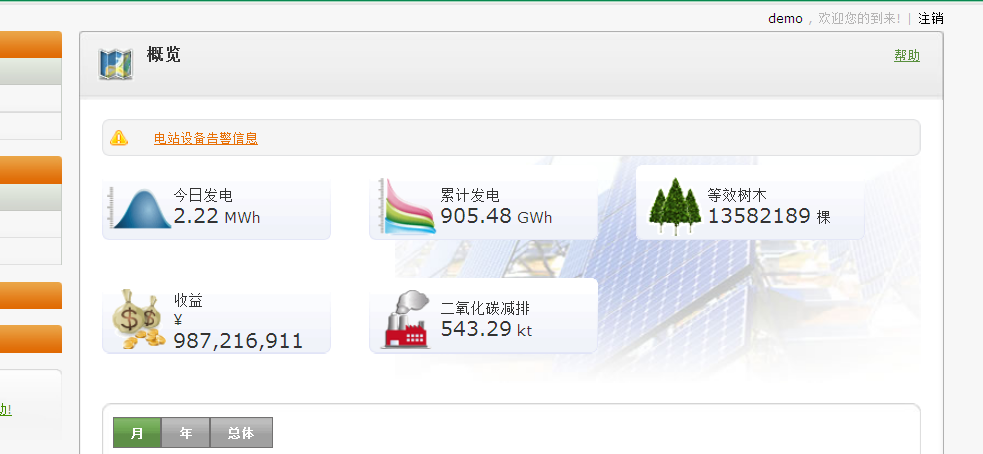 demo , 欢迎您的到来! | 注销
概览
帮助
电站设备告警信息
今日发电
2.22 MWh
累计发电
905.48 GWh
等效树木
13582189 棵
收益
¥
987,216,911
二氧化碳减排
543.29 kt
助!
月 年 总体